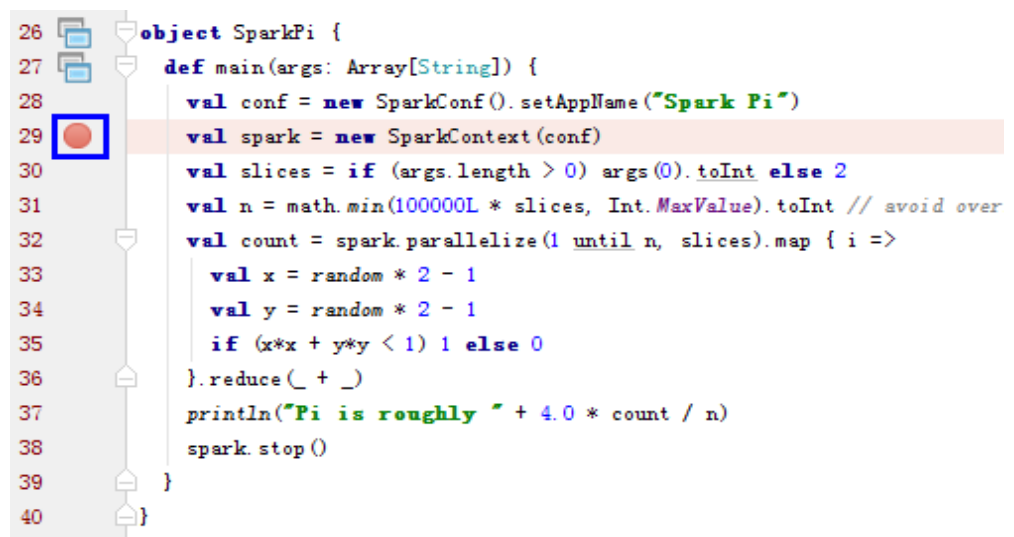 26 object SparkPi {
27 def main(args: Array[String]) {
28 val conf = new SparkConf().setAppName("Spark Pi")
29 val spark = new SparkContext(conf)
30 val slices = if (args.length > 0) args(0).toInt else 2
31 val n = math.min(100000L * slices, Int.MaxValue).toInt // avoid over
32 val count = spark.parallelize(1 until n, slices).map { i =>
33 val x = random * 2 - 1
34 val y = random * 2 - 1
35 if (x*x + y*y < 1) 1 else 0
36 }.reduce(_ + _)
37 println("Pi is roughly " + 4.0 * count / n)
38 spark.stop()
39 }
40 }